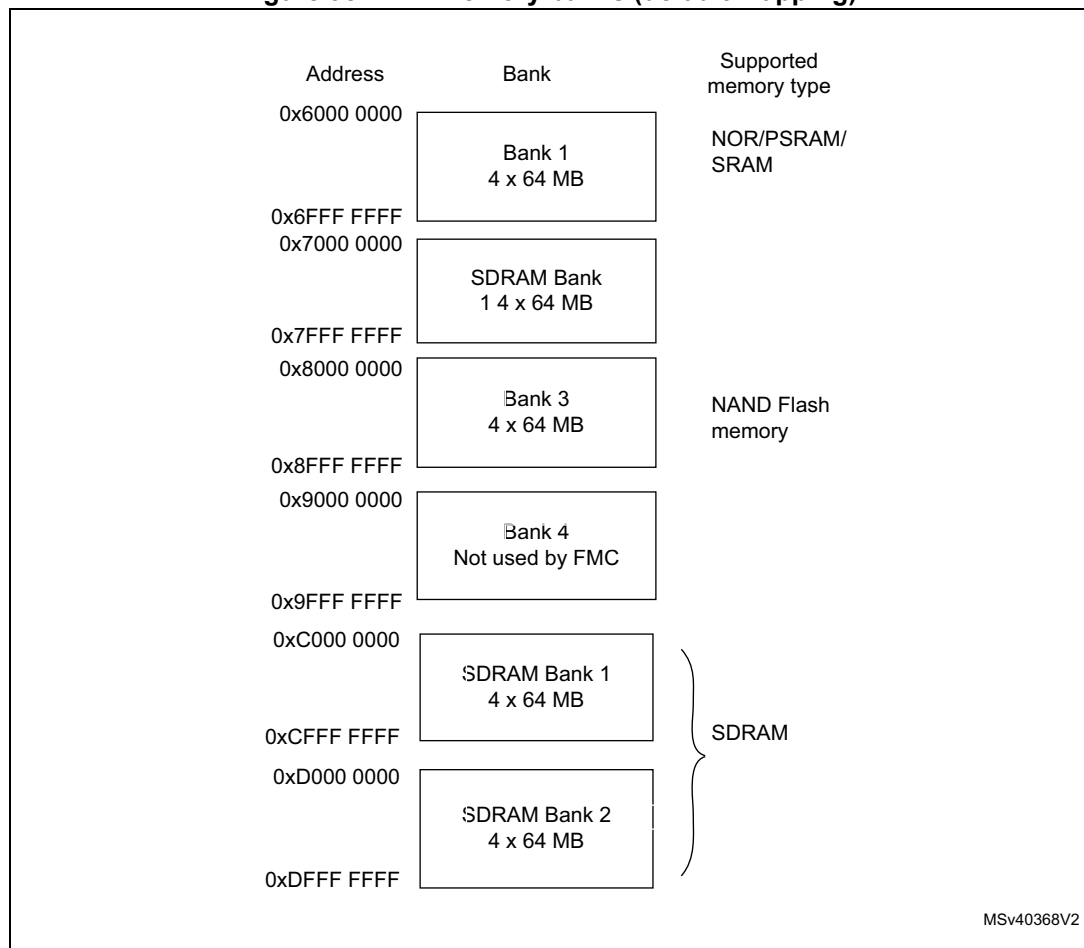 Address
Bank
Supported
memory type
0x6000 0000
Bank 1
4 x 64 MB
NOR/PSRAM/
SRAM
0x6FFF FFFF
0x7000 0000
SDRAM Bank
1 4 x 64 MB
0x7FFF FFFF
0x8000 0000
Bank 3
4 x 64 MB
NAND Flash
memory
0x8FFF FFFF
0x9000 0000
Bank 4
Not used by FMC
0x9FFF FFFF
0xC000 0000
SDRAM Bank 1
4 x 64 MB
0xCFFF FFFF
SDRAM
0xD000 0000
SDRAM Bank 2
4 x 64 MB
0xDFFF FFFF
MSv40368V2